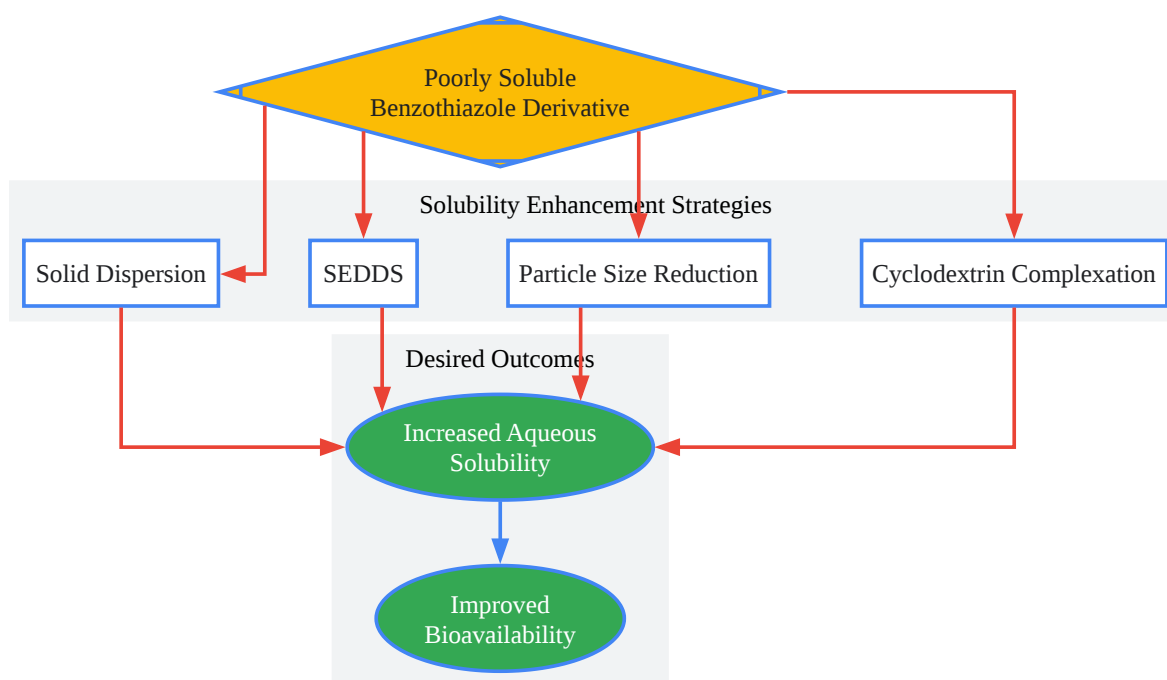 Poorly Soluble
Benzothiazole Derivative
Solubility Enhancement Strategies
Solid Dispersion
SEDDS
Particle Size Reduction
Cyclodextrin Complexation
Desired Outcomes
Increased Aqueous
Solubility
Improved
Bioavailability